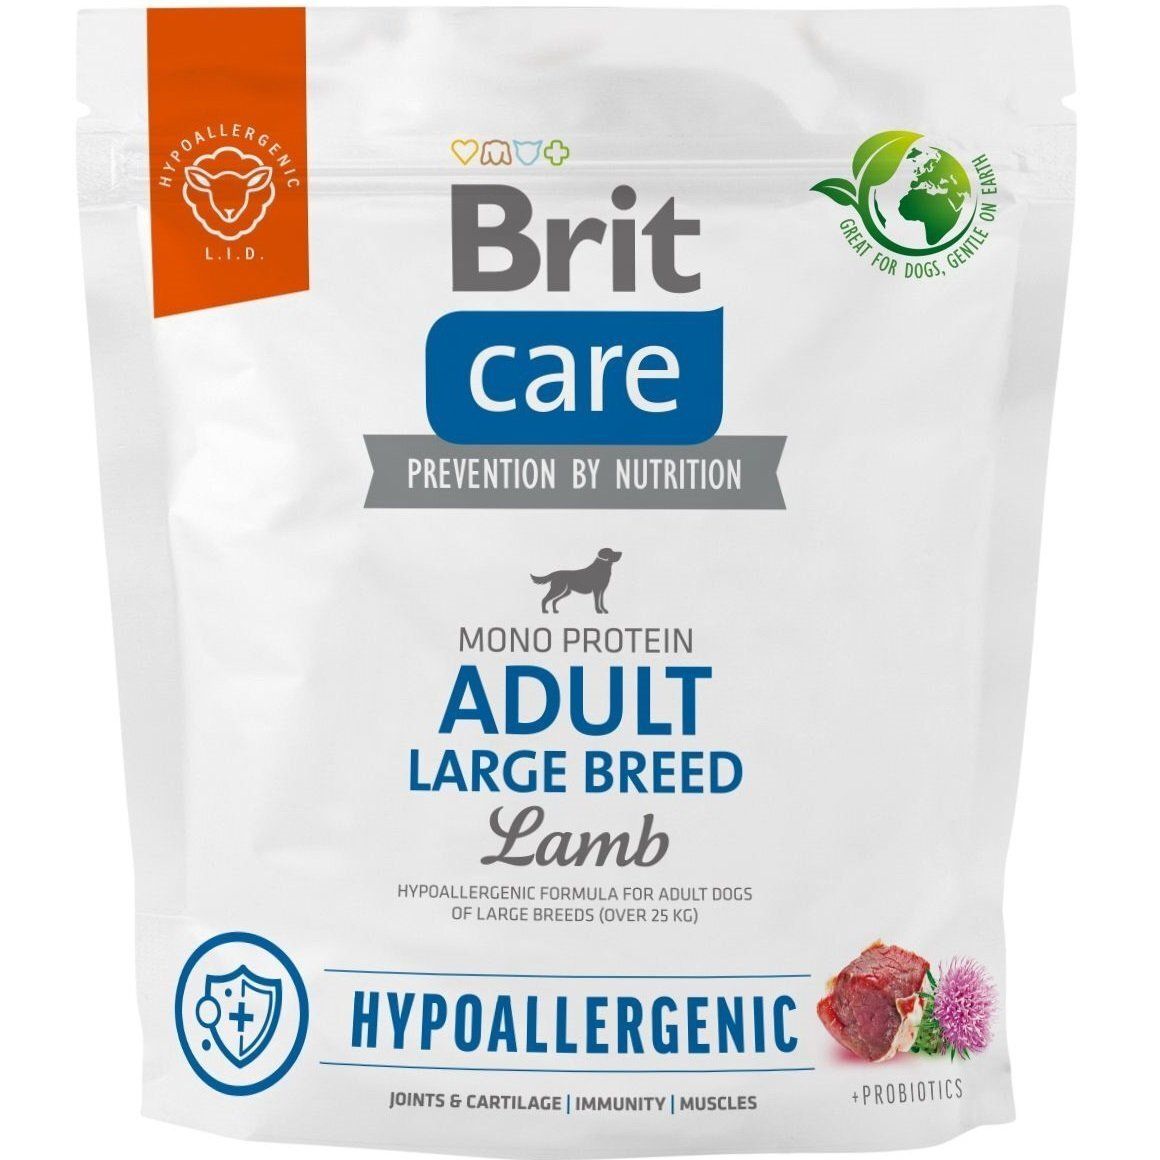 HYPOALLERGENIC
L.I.D.
Brit
care
PREVENTION BY NUTRITION
GREAT FOR DOGS, GENTLE ON EARTH
MONO PROTEIN
ADULT
LARGE BREED
Lamb
HYPOALLERGENIC FORMULA FOR ADULT DOGS
OF LARGE BREEDS (OVER 25 KG)
HYPOALLERGENIC
+PROBIOTICS
JOINTS & CARTILAGE | IMMUNITY | MUSCLES